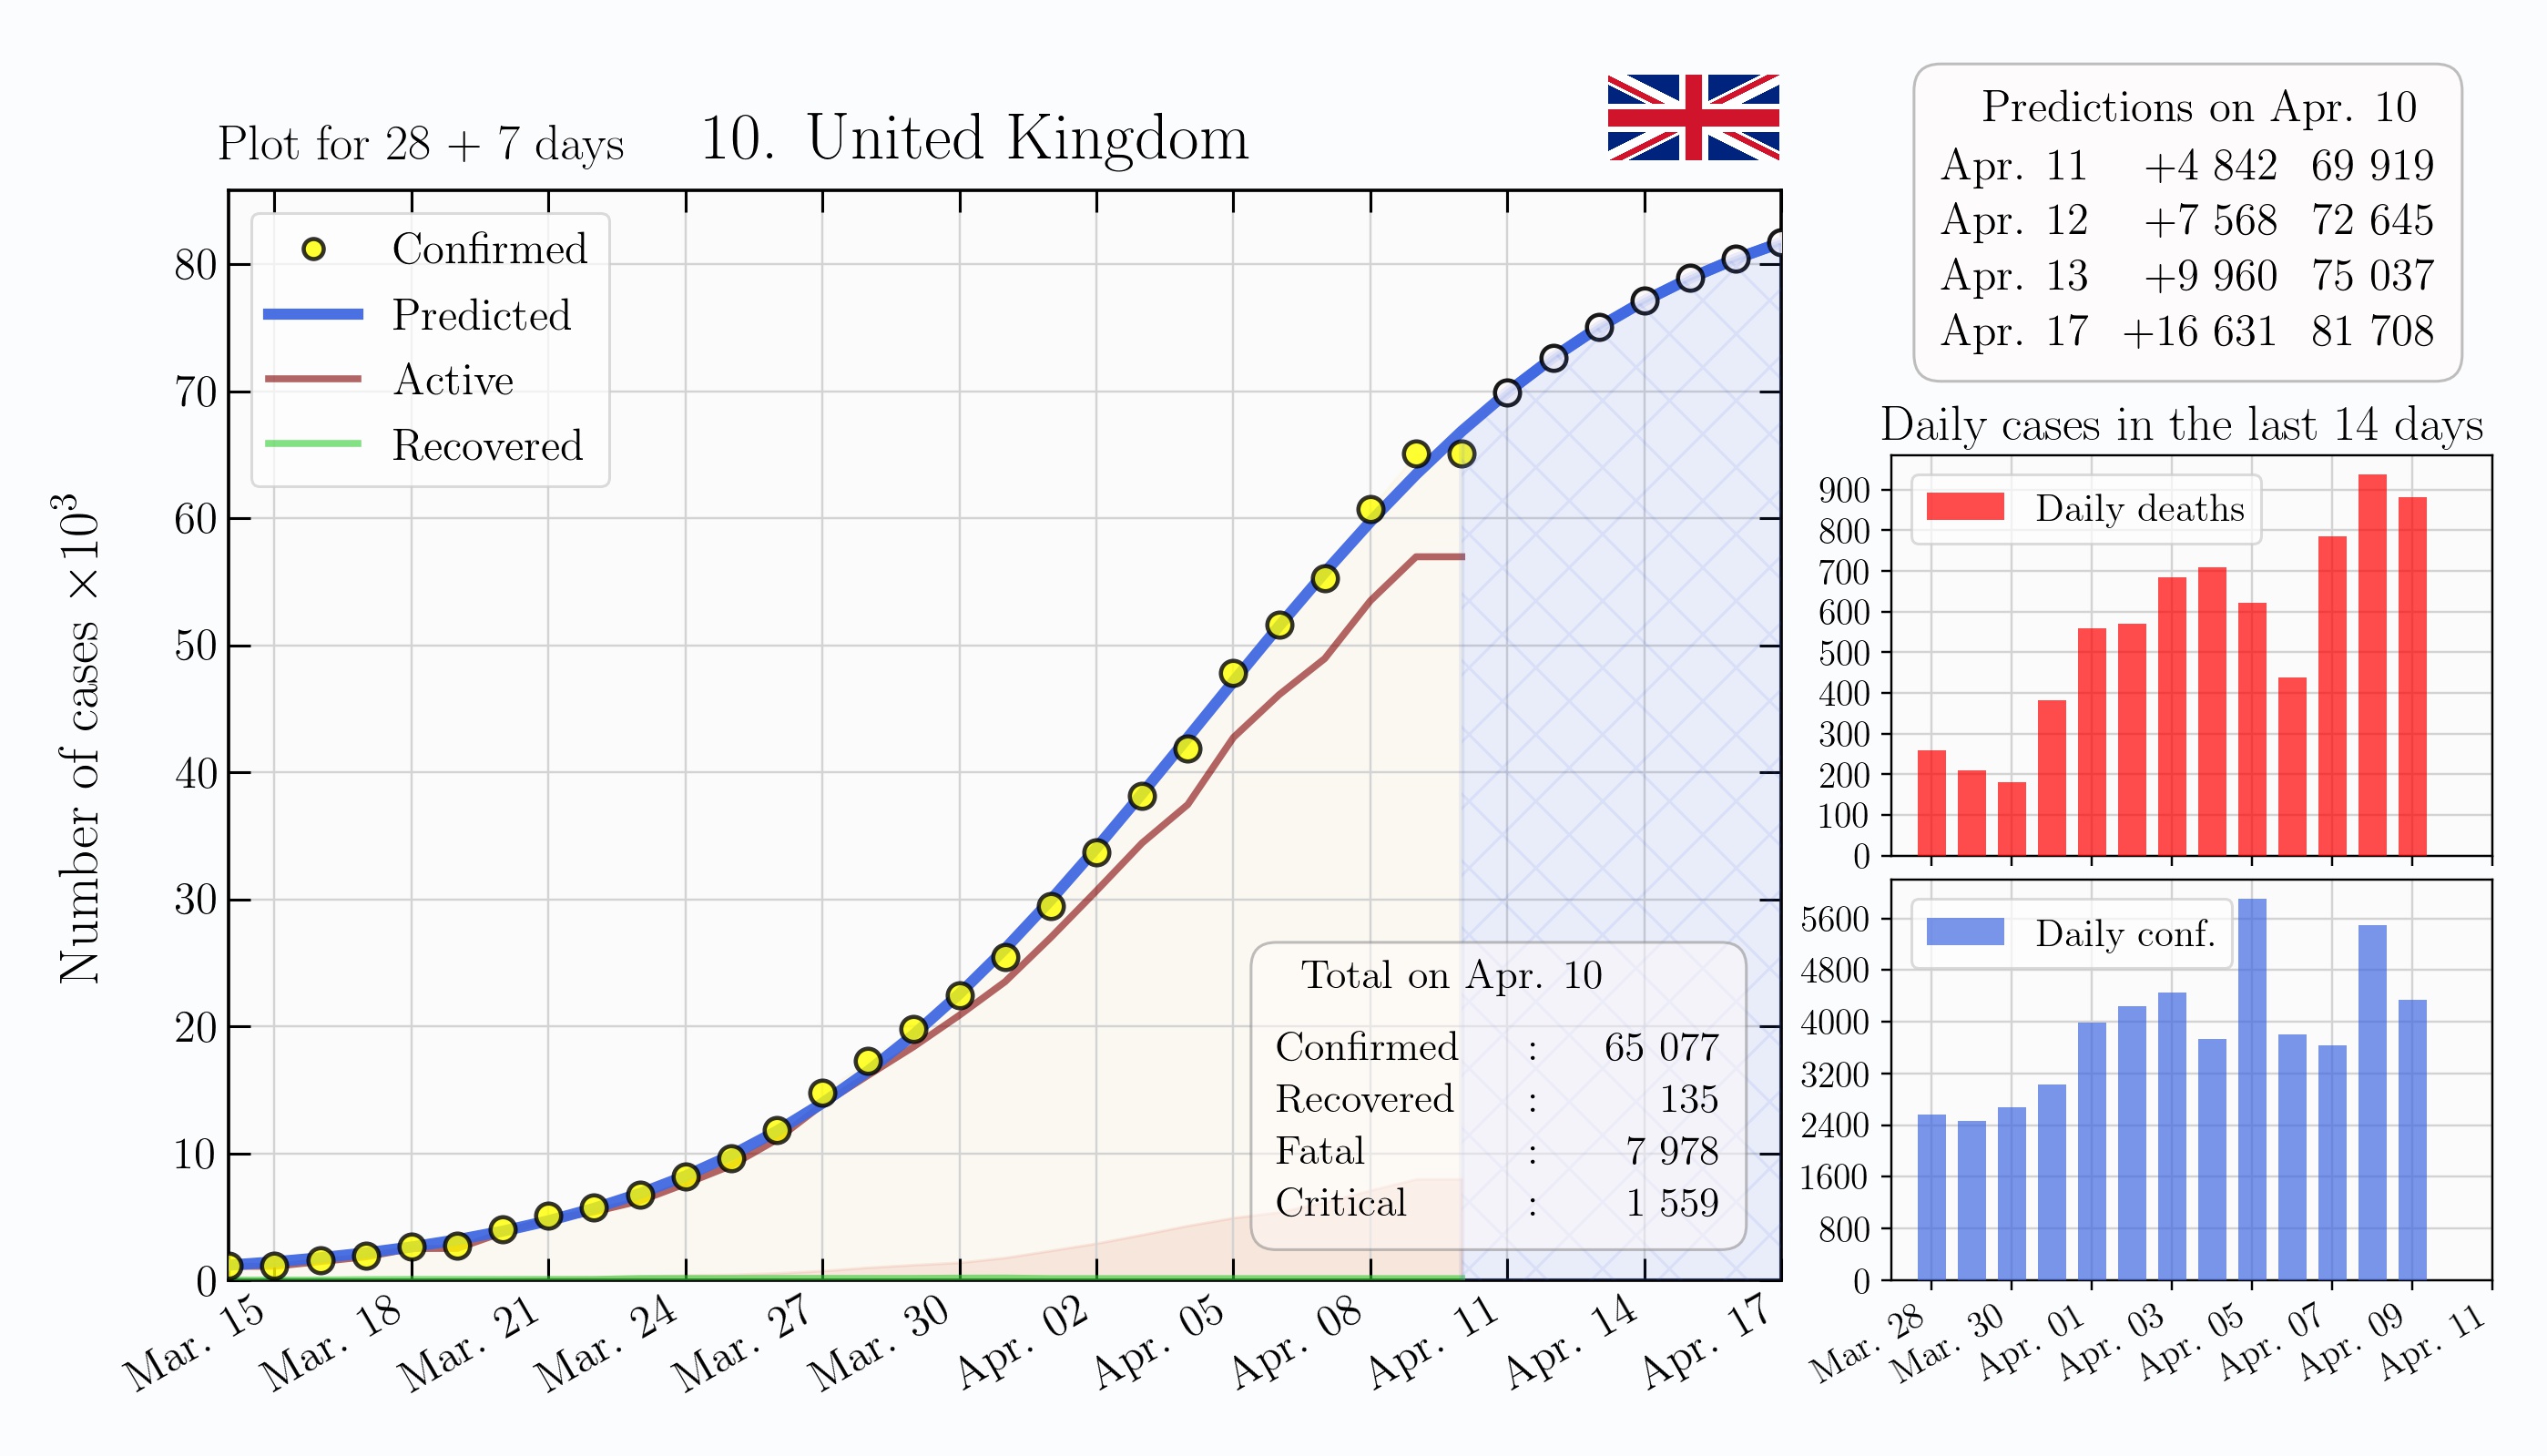 Plot for 28 + 7 days
10. United Kingdom
Confirmed
Predicted
Active
Recovered
Number of cases ×10³
80
70
60
50
40
30
20
10
0
Mar. 15
Mar. 18
Mar. 21
Mar. 24
Mar. 27
Mar. 30
Apr. 02
Apr. 05
Apr. 08
Apr. 11
Apr. 14
Apr. 17
Total on Apr. 10
Confirmed : 65 077
Recovered : 135
Fatal : 7 978
Critical : 1 559
Predictions on Apr. 10
Apr. 11 +4 842 69 919
Apr. 12 +7 568 72 645
Apr. 13 +9 960 75 037
Apr. 17 +16 631 81 708
Daily cases in the last 14 days
Daily deaths
900
800
700
600
500
400
300
200
100
0
Daily conf.
5600
4800
4000
3200
2400
1600
800
0
Mar. 28
Mar. 30
Apr. 01
Apr. 03
Apr. 05
Apr. 07
Apr. 09
Apr. 11